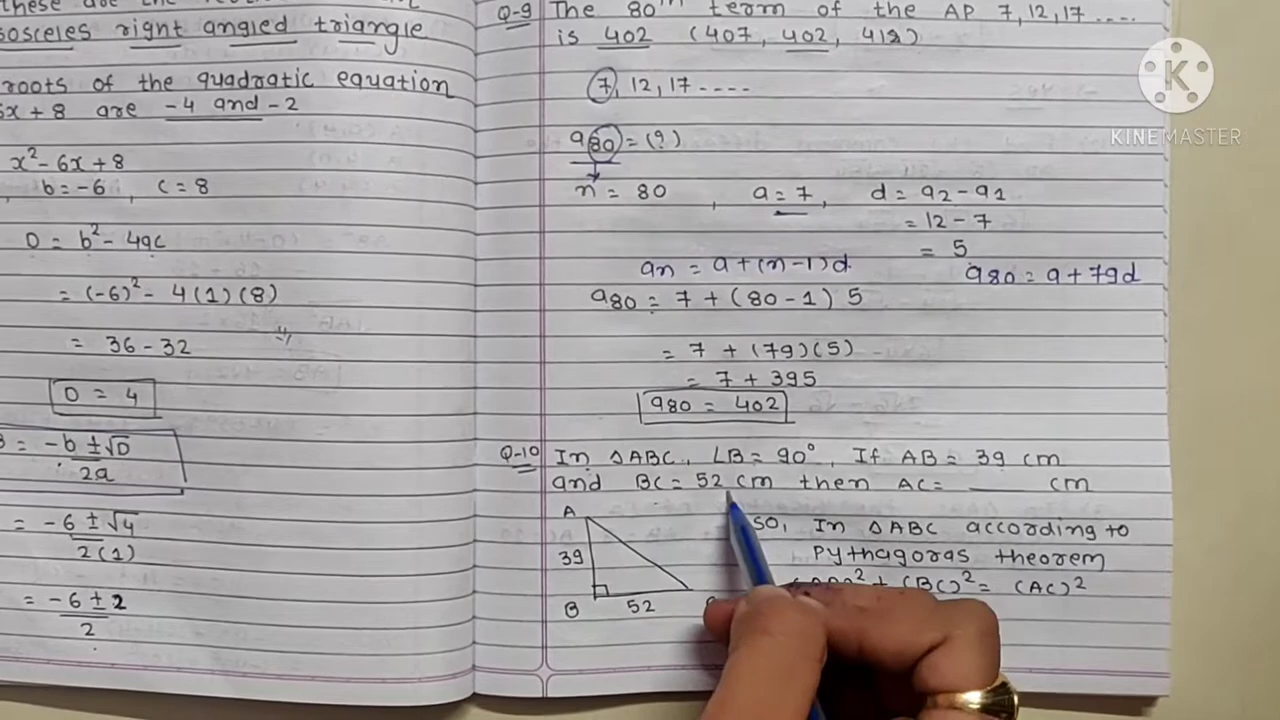 isosceles right angled triangle
roots of the quadratic equation
x + 8 are -4 and -2
x² - 6x + 8
b = -6 , c = 8
D = b² - 4ac
= (-6)² - 4(1)(8)
= 36 - 32
D = 4
= -b ± √D
2a
= -6 ± √4
2(1)
= -6 ± 2
2
Q-9 The 80th term of the AP 7, 12, 17 ....
is 402 (407, 402, 412)
7, 12, 17 ....
a80 = (?)
n = 80 , a = 7, d = a2 - a1
= 12 - 7
= 5
an = a + (n-1)d
a80 = a + 79d
a80 = 7 + (80 - 1) 5
= 7 + (79)(5)
= 7 + 395
a80 = 402
Q-10 In △ABC, ∠B = 90°, If AB = 39 cm
and BC = 52 cm then AC = ___ cm
A
39
B
52
So, In △ABC according to
Pythagoras theorem
+ (BC)² = (AC)²
KINEMASTER
K